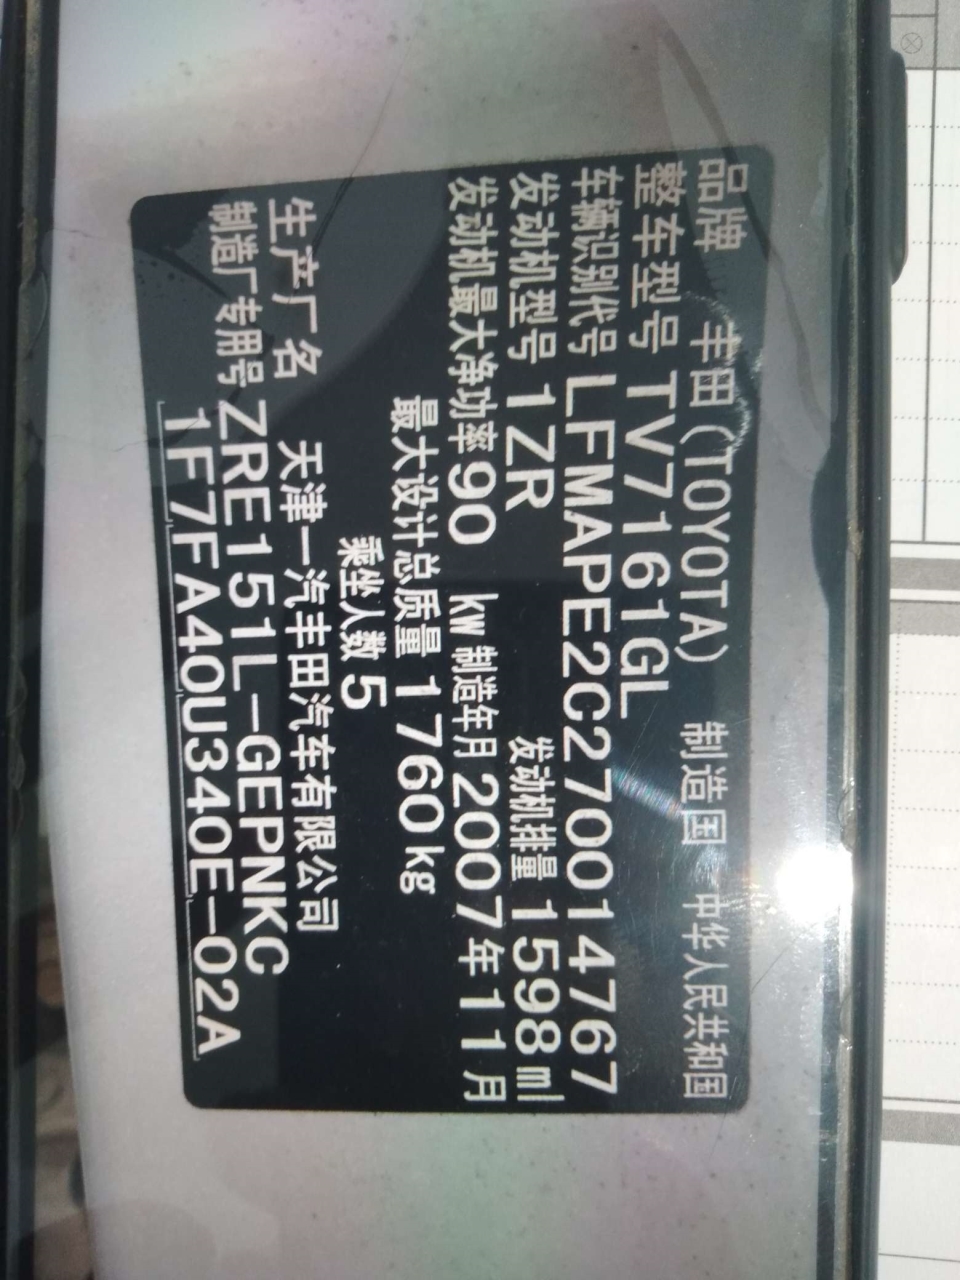 品牌 丰田(TOYOTA) 制造国 中华人民共和国
整车型号 TV7161GL
车辆识别代号 LFMAPE2C270014767
发动机型号 1ZR 发动机排量 1598ml
发动机最大净功率 90 kW 制造年月 2007年11月
最大设计总质量 1760kg
乘坐人数 5
生产厂名 天津一汽丰田汽车有限公司
制造厂专用号 ZRE151L-GEPNKC
1F7FA40U340E-02A